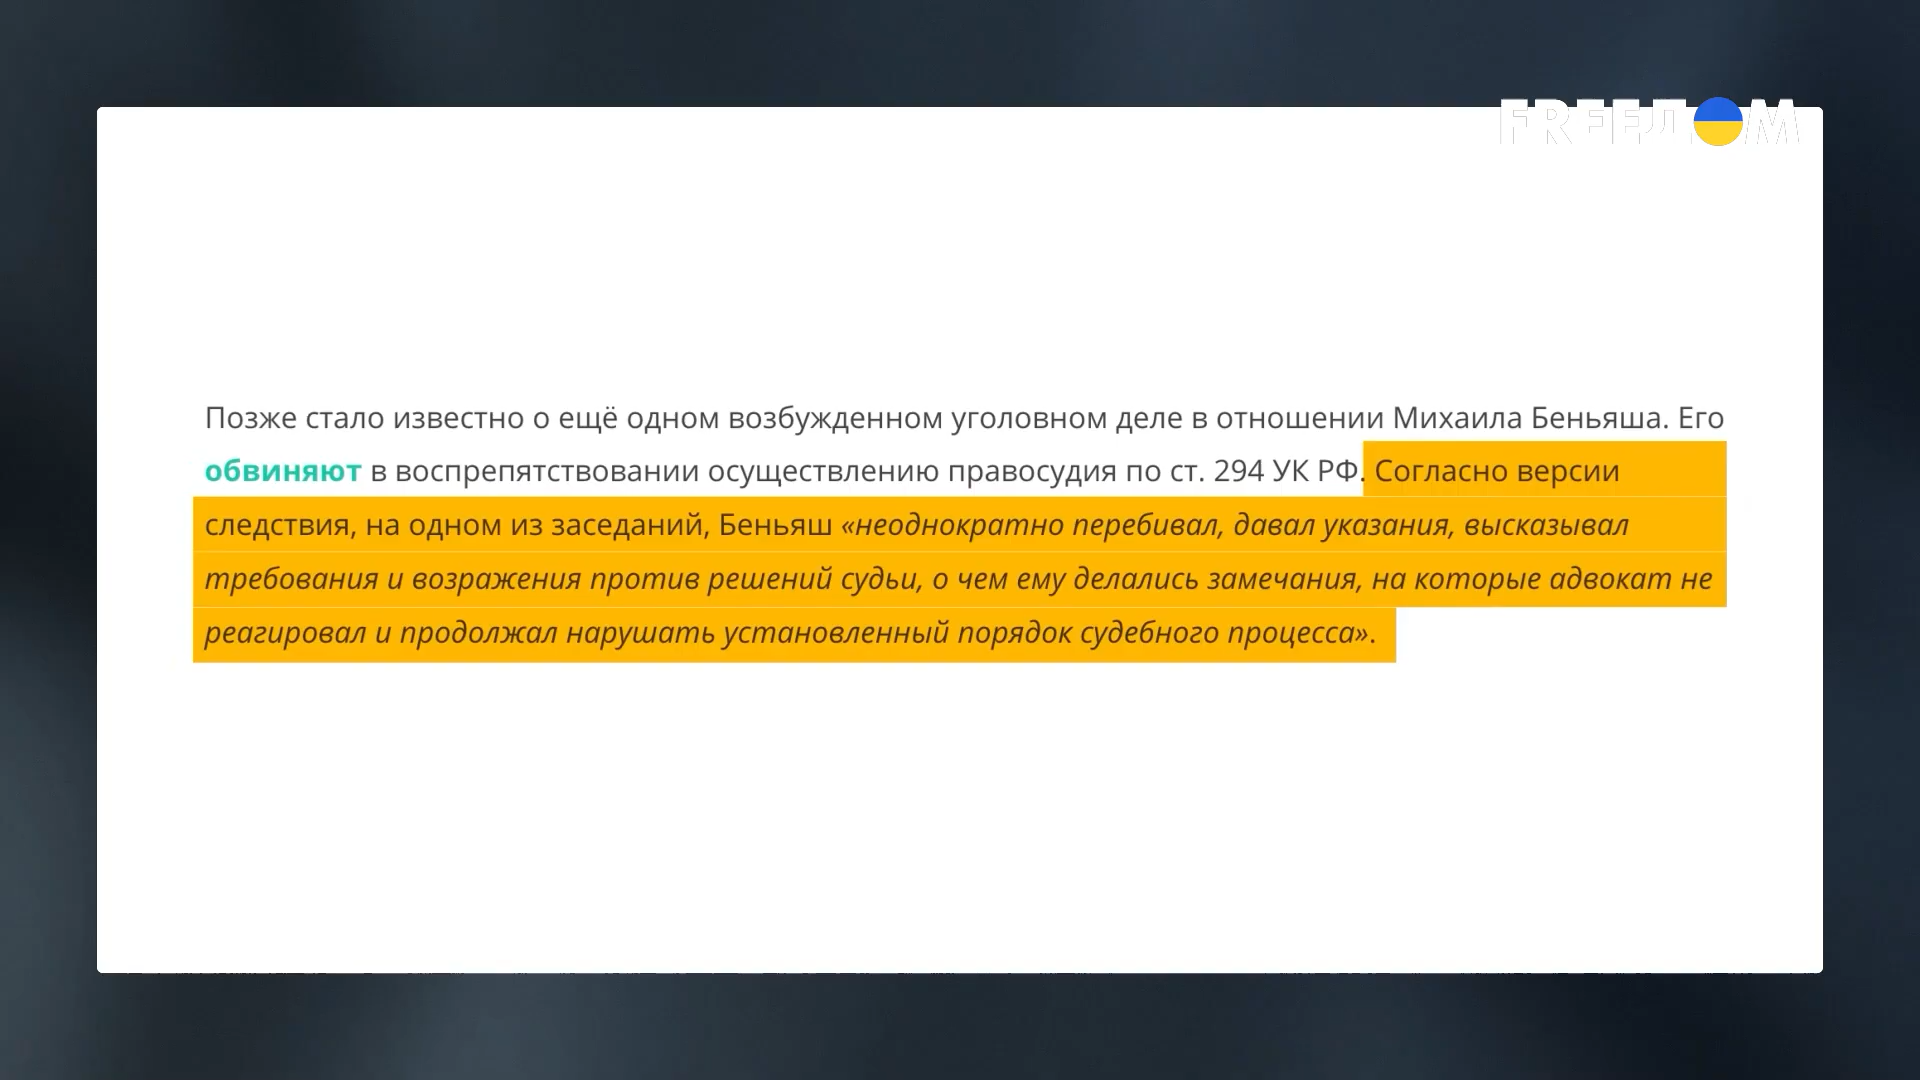 FREEДOM
Позже стало известно о ещё одном возбужденном уголовном деле в отношении Михаила Беньяша. Его
обвиняют в воспрепятствовании осуществлению правосудия по ст. 294 УК РФ. Согласно версии
следствия, на одном из заседаний, Беньяш «неоднократно перебивал, давал указания, высказывал
требования и возражения против решений судьи, о чем ему делались замечания, на которые адвокат не
реагировал и продолжал нарушать установленный порядок судебного процесса».